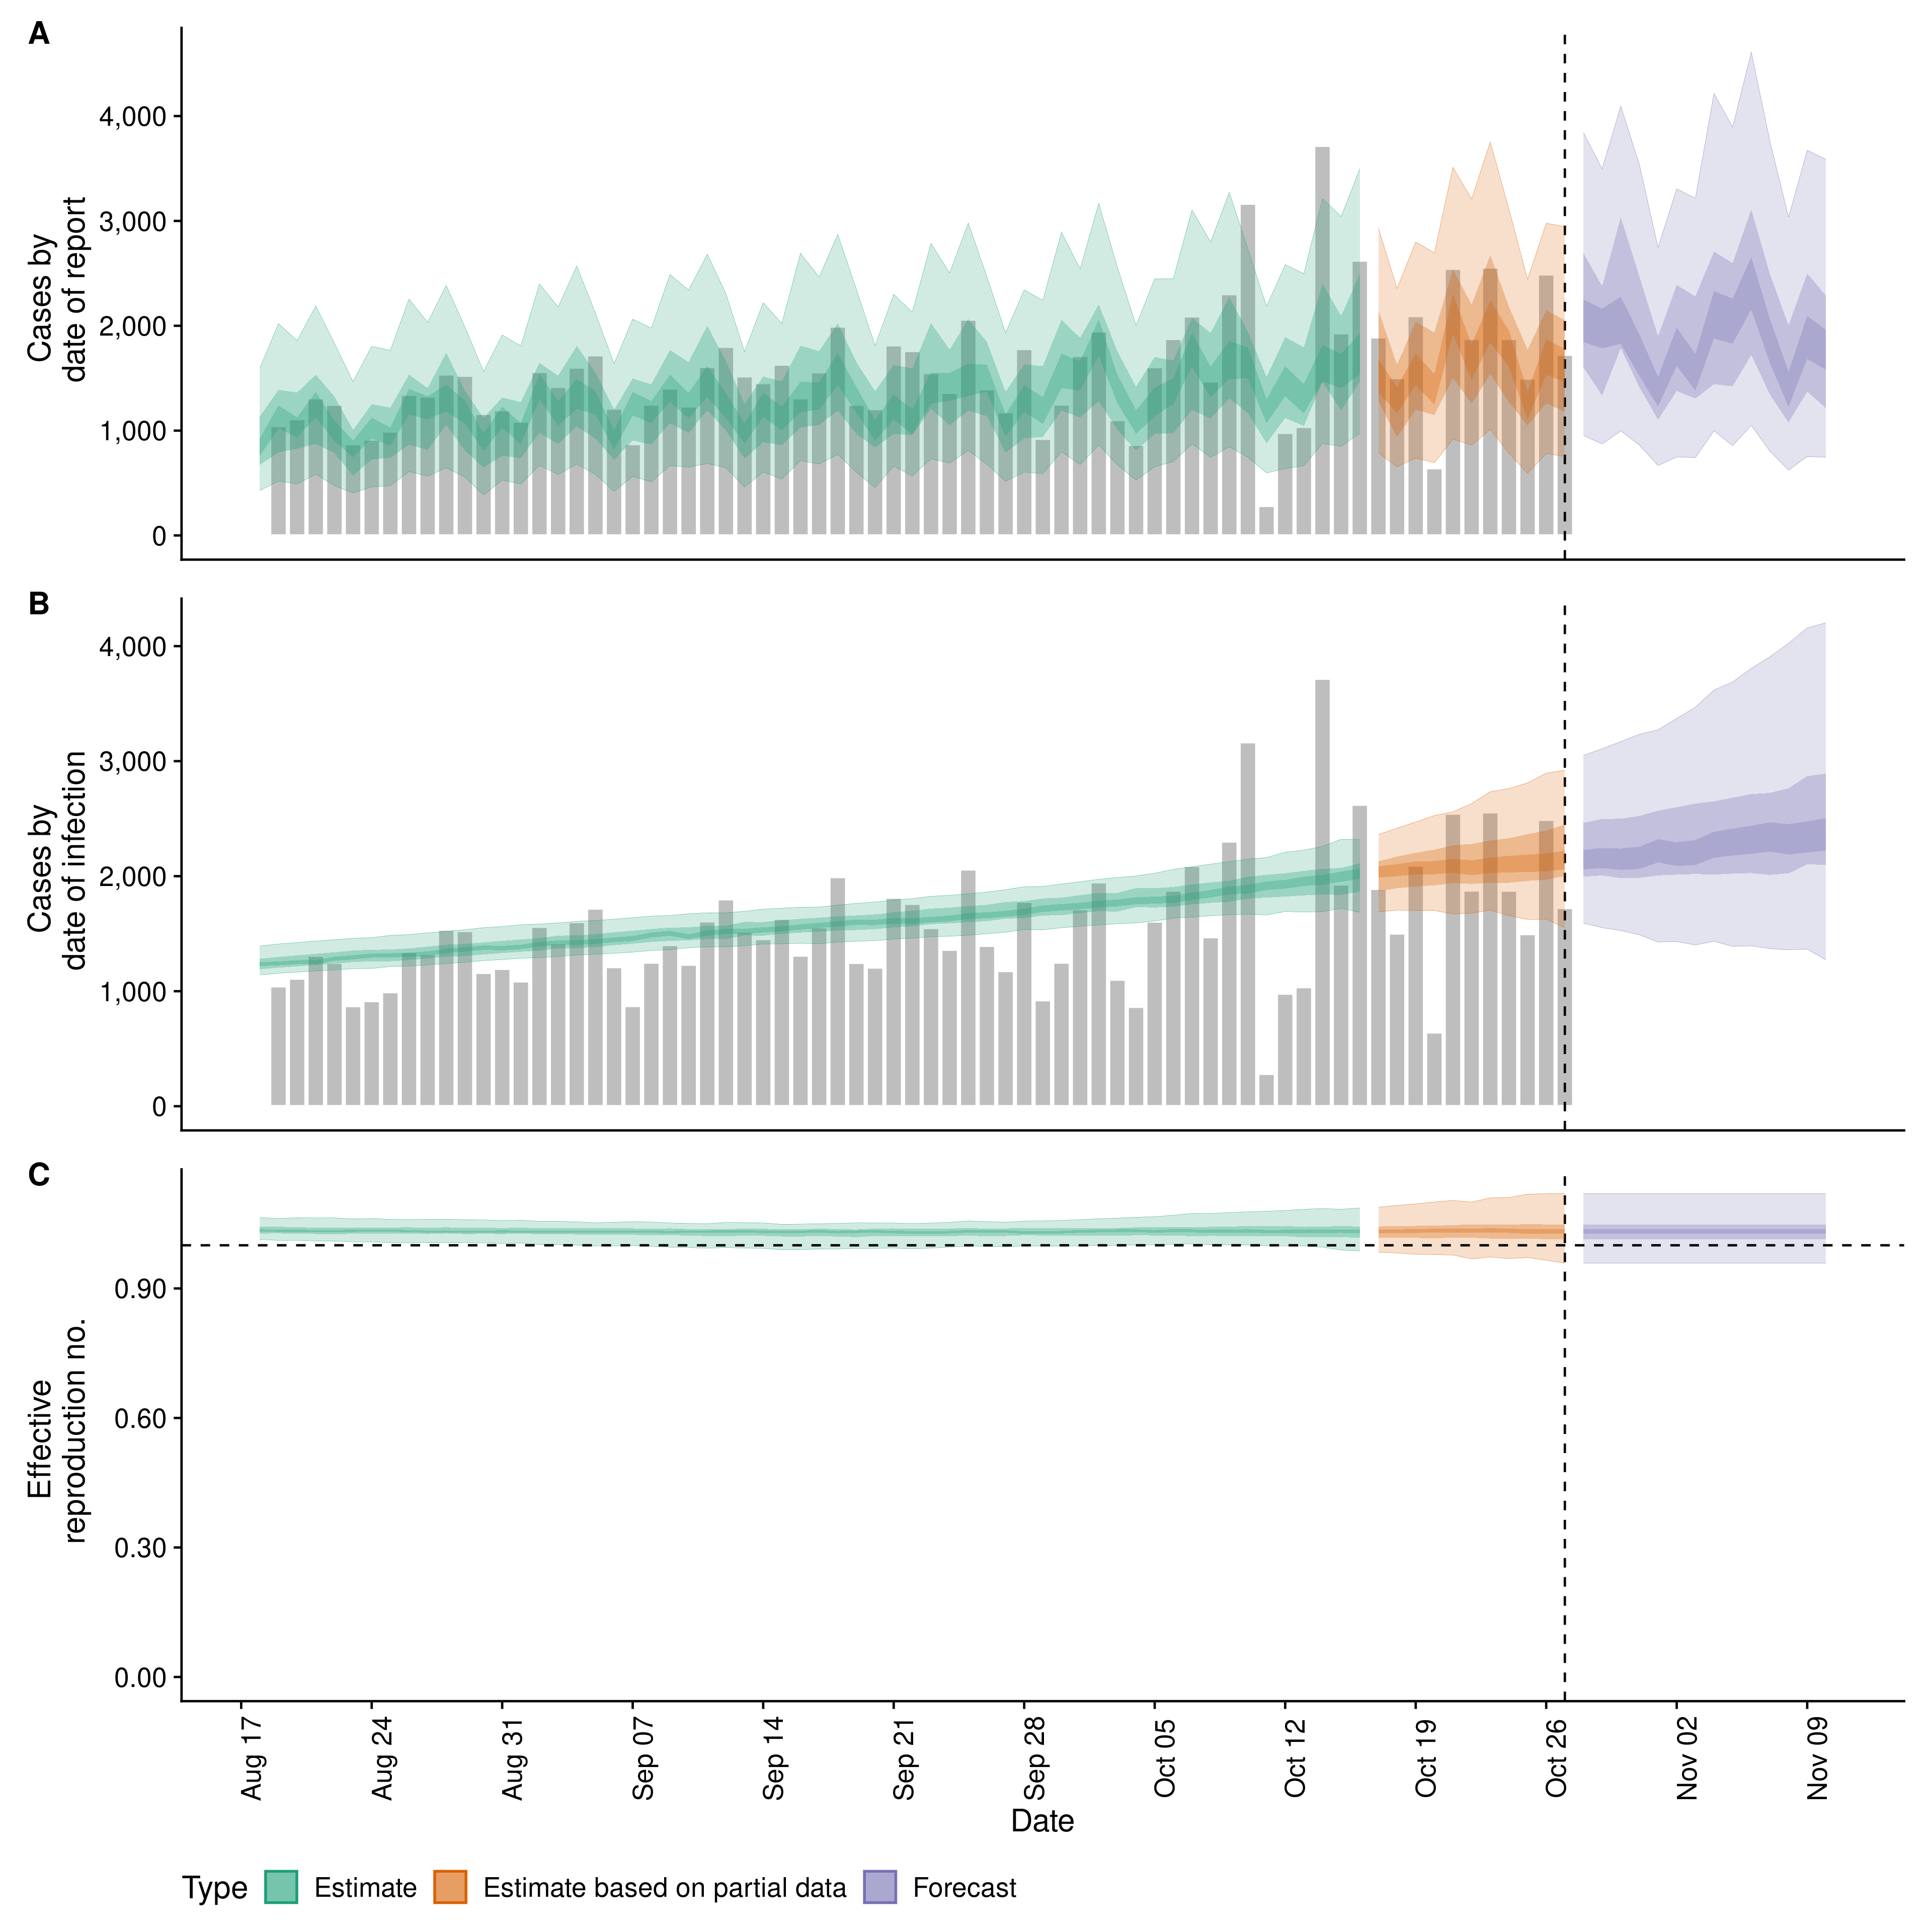 A
4,000
3,000
2,000
1,000
0
Cases by
date of report
B
4,000
3,000
2,000
1,000
0
Cases by
date of infection
C
0.90
0.60
0.30
0.00
Effective
reproduction no.
Aug 17
Aug 24
Aug 31
Sep 07
Sep 14
Sep 21
Sep 28
Oct 05
Oct 12
Oct 19
Oct 26
Nov 02
Nov 09
Date
Type Estimate Estimate based on partial data Forecast